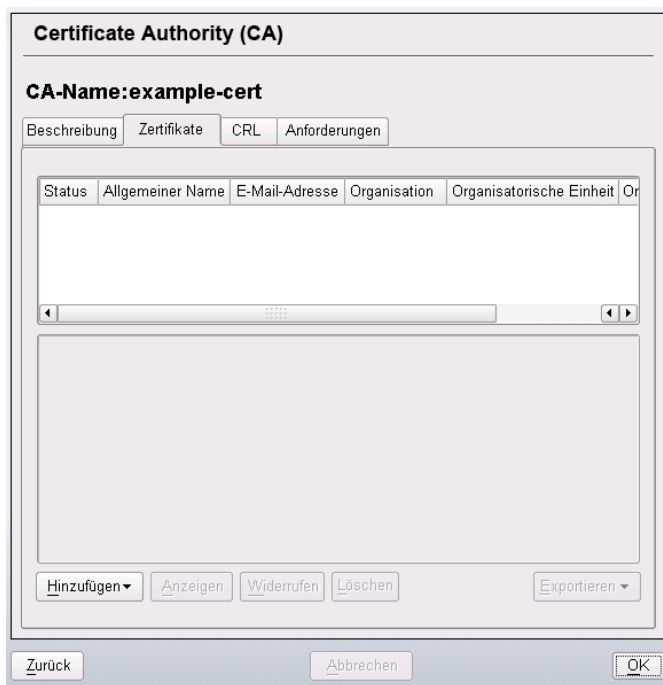 Certificate Authority (CA)
CA-Name:example-cert
Beschreibung Zertifikate CRL Anforderungen
Status Allgemeiner Name E-Mail-Adresse Organisation Organisatorische Einheit Or
Hinzufügen Anzeigen Widerrufen Löschen Exportieren
Zurück Abbrechen OK